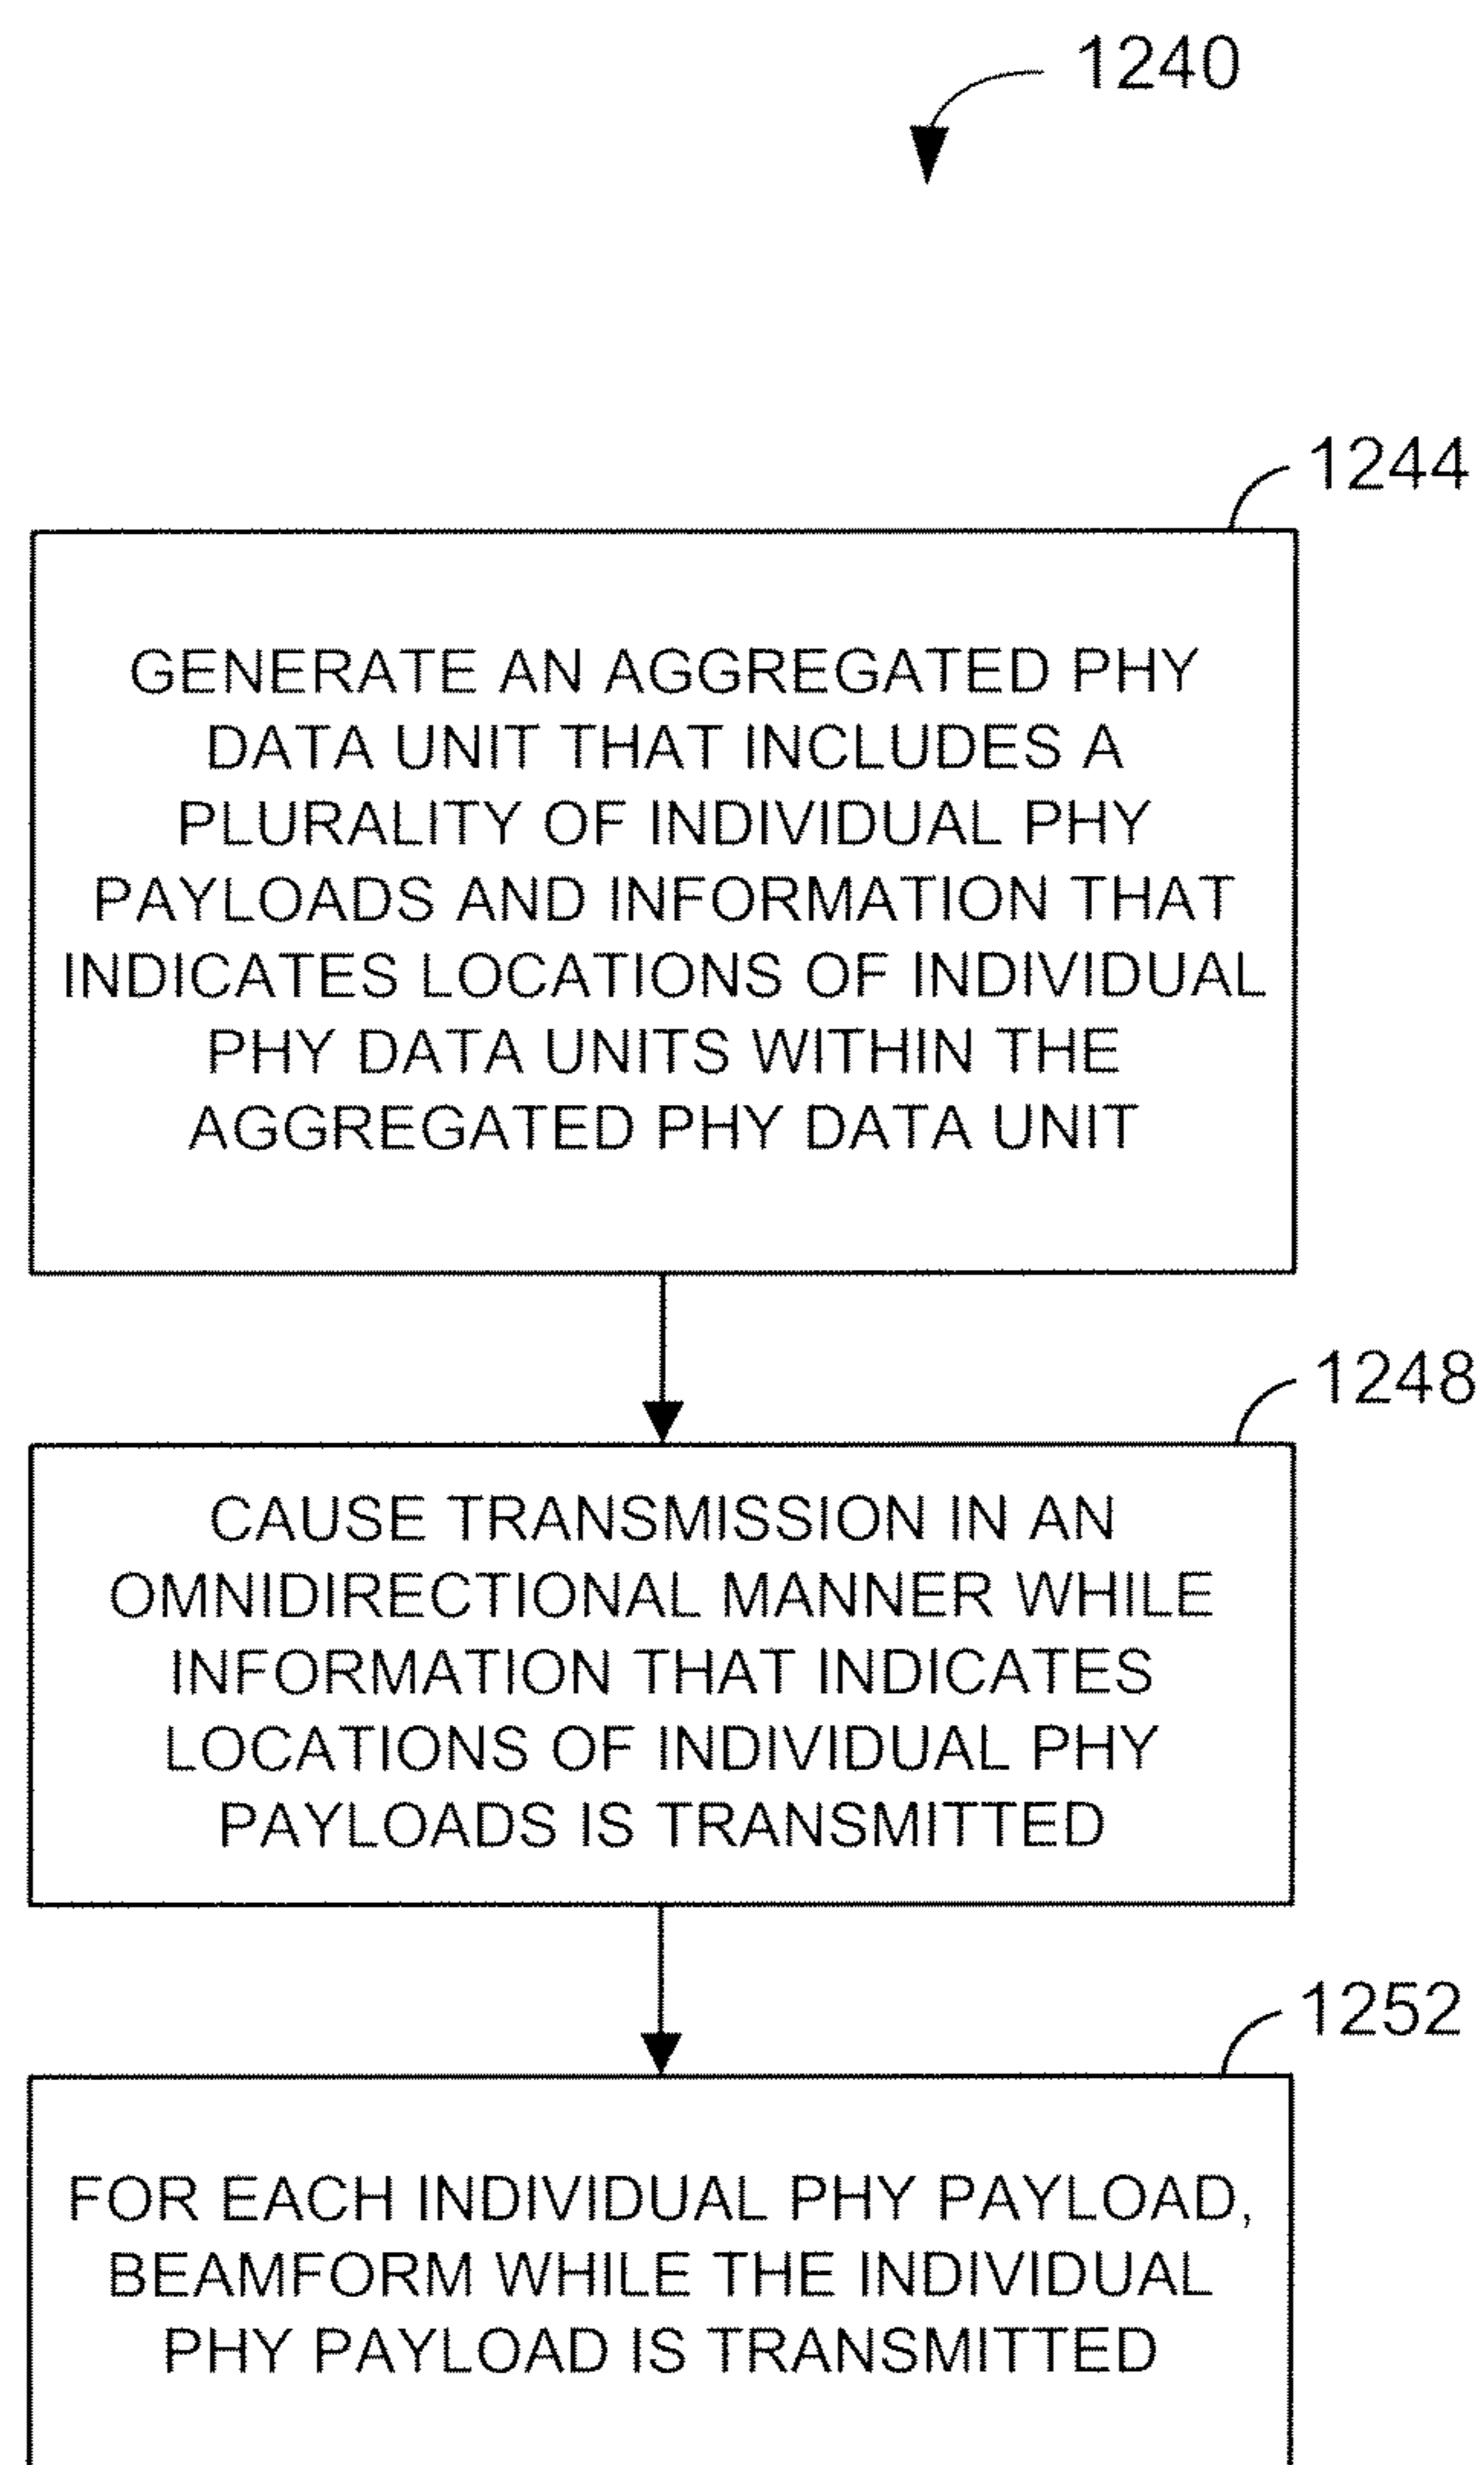 1240
1244
GENERATE AN AGGREGATED PHY
DATA UNIT THAT INCLUDES A
PLURALITY OF INDIVIDUAL PHY
PAYLOADS AND INFORMATION THAT
INDICATES LOCATIONS OF INDIVIDUAL
PHY DATA UNITS WITHIN THE
AGGREGATED PHY DATA UNIT
1248
CAUSE TRANSMISSION IN AN
OMNIDIRECTIONAL MANNER WHILE
INFORMATION THAT INDICATES
LOCATIONS OF INDIVIDUAL PHY
PAYLOADS IS TRANSMITTED
1252
FOR EACH INDIVIDUAL PHY PAYLOAD,
BEAMFORM WHILE THE INDIVIDUAL
PHY PAYLOAD IS TRANSMITTED